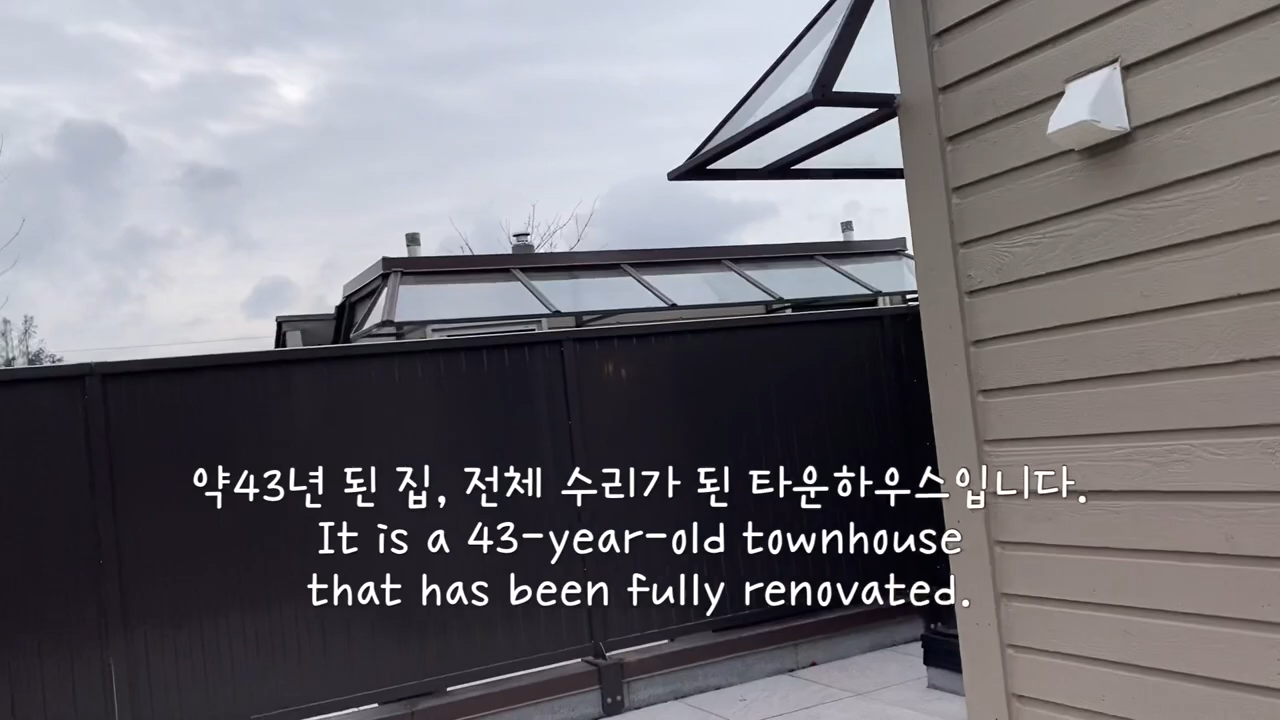 약43년 된 집, 전체 수리가 된 타운하우스입니다.
It is a 43-year-old townhouse
that has been fully renovated.